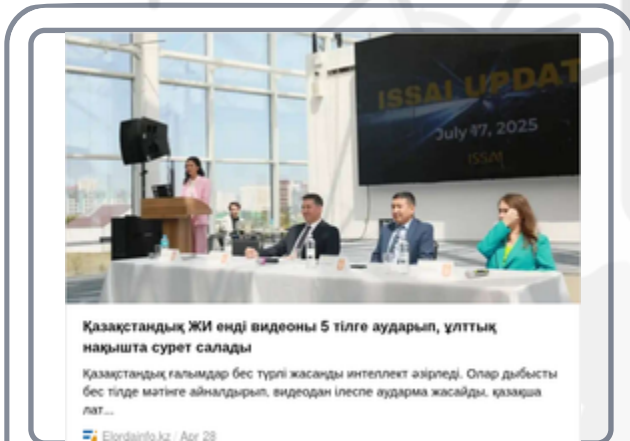 ISSAI UPDAT
July 17, 2025
ISSAI
Қазақстандық ЖИ енді видеоны 5 тілге аударып, ұлттық
нақышта сурет салады
Қазақстандық ғалымдар бес түрлі жасанды интеллект әзірледі. Олар дыбысты
бес тілде мәтінге айналдырып, видеодан ілеспе аударма жасайды, қазақша
лат...
Elordainfo.kz / Apr 28